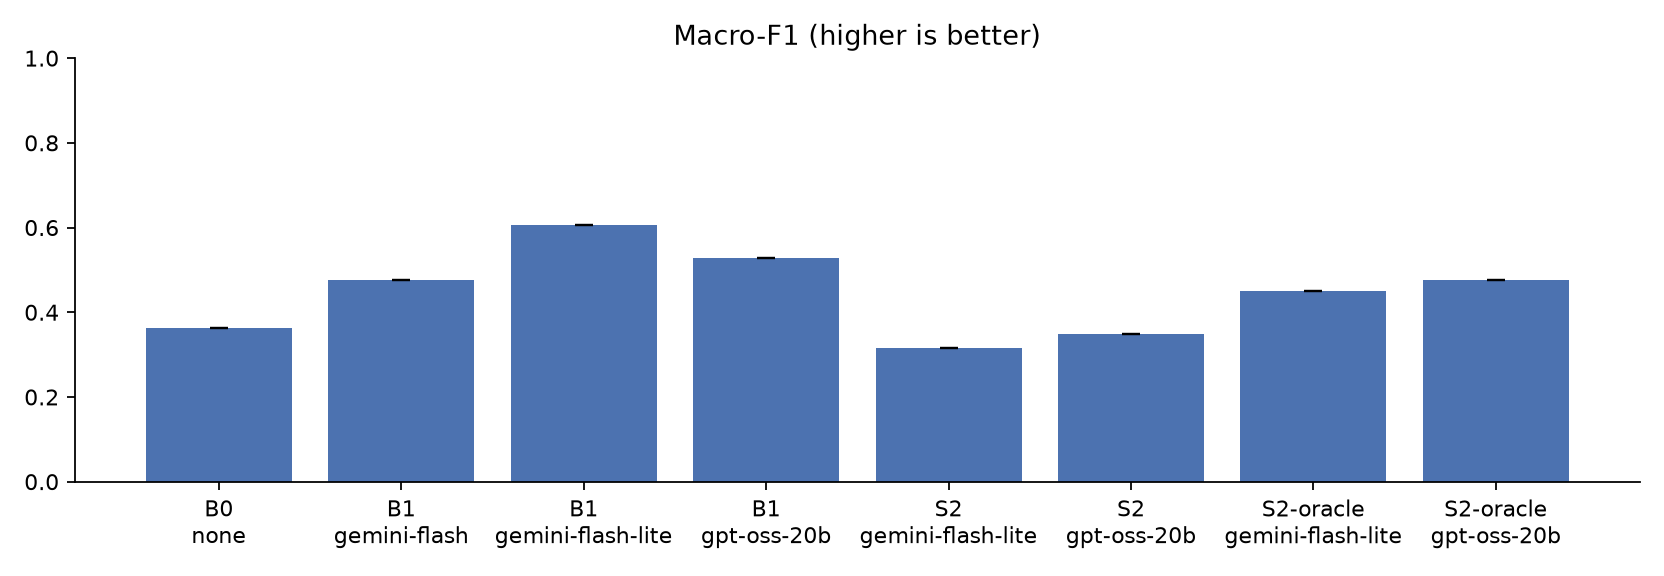 Macro-F1 (higher is better)
1.0
0.8
0.6
0.4
0.2
0.0
B0 B1 B1 B1 S2 S2 S2-oracle S2-oracle
none gemini-flash gemini-flash-lite gpt-oss-20b gemini-flash-lite gpt-oss-20b gemini-flash-lite gpt-oss-20b